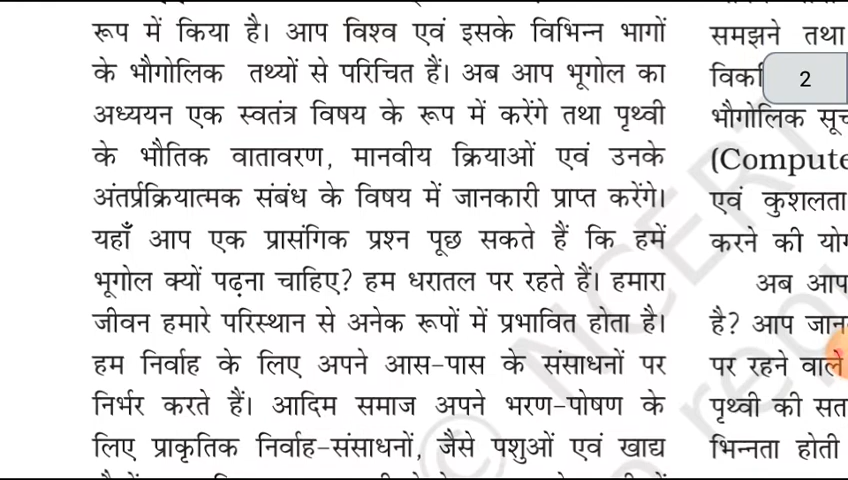 रूप में किया है। आप विश्व एवं इसके विभिन्न भागों
के भौगोलिक तथ्यों से परिचित हैं। अब आप भूगोल का
अध्ययन एक स्वतंत्र विषय के रूप में करेंगे तथा पृथ्वी
के भौतिक वातावरण, मानवीय क्रियाओं एवं उनके
अंतर्प्रक्रियात्मक संबंध के विषय में जानकारी प्राप्त करेंगे।
यहाँ आप एक प्रासंगिक प्रश्न पूछ सकते हैं कि हमें
भूगोल क्यों पढ़ना चाहिए? हम धरातल पर रहते हैं। हमारा
जीवन हमारे परिस्थान से अनेक रूपों में प्रभावित होता है।
हम निर्वाह के लिए अपने आस-पास के संसाधनों पर
निर्भर करते हैं। आदिम समाज अपने भरण-पोषण के
लिए प्राकृतिक निर्वाह-संसाधनों, जैसे पशुओं एवं खाद्य
समझने तथा
2
भौगोलिक
(Compute
एवं कुशलता
करने की
अब आप
है? आप
पर रहने वाले
पृथ्वी की
भिन्नता होती
© NCERT